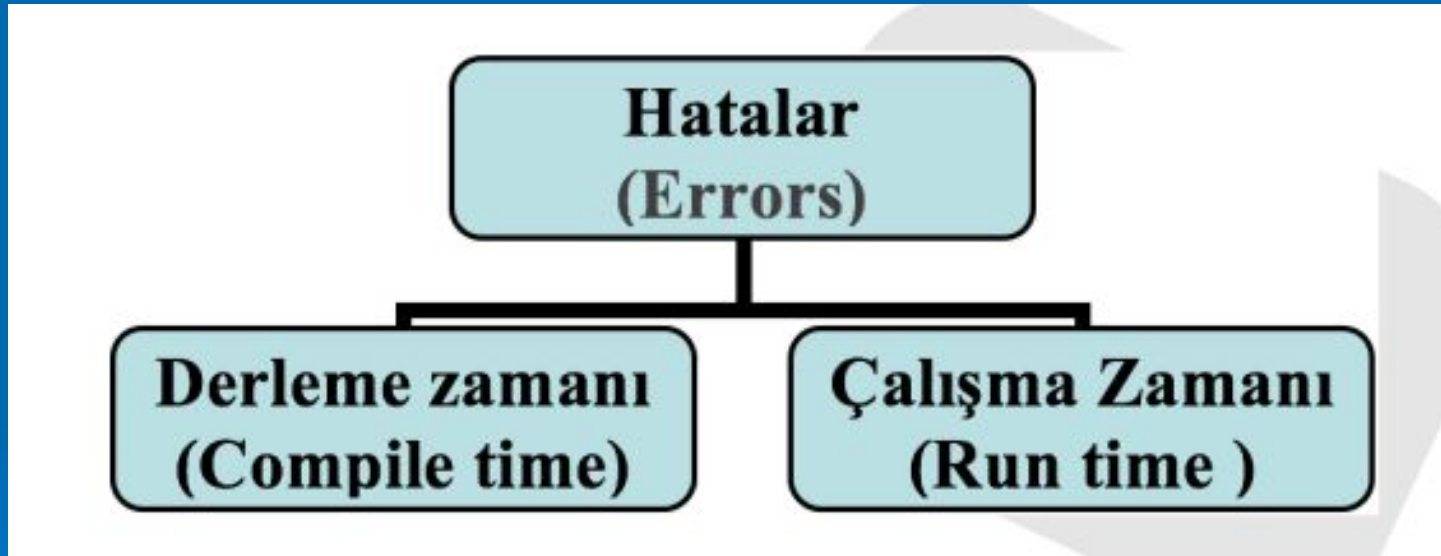 Hatalar
(Errors)
Derleme zamanı
(Compile time)
Çalışma Zamanı
(Run time )